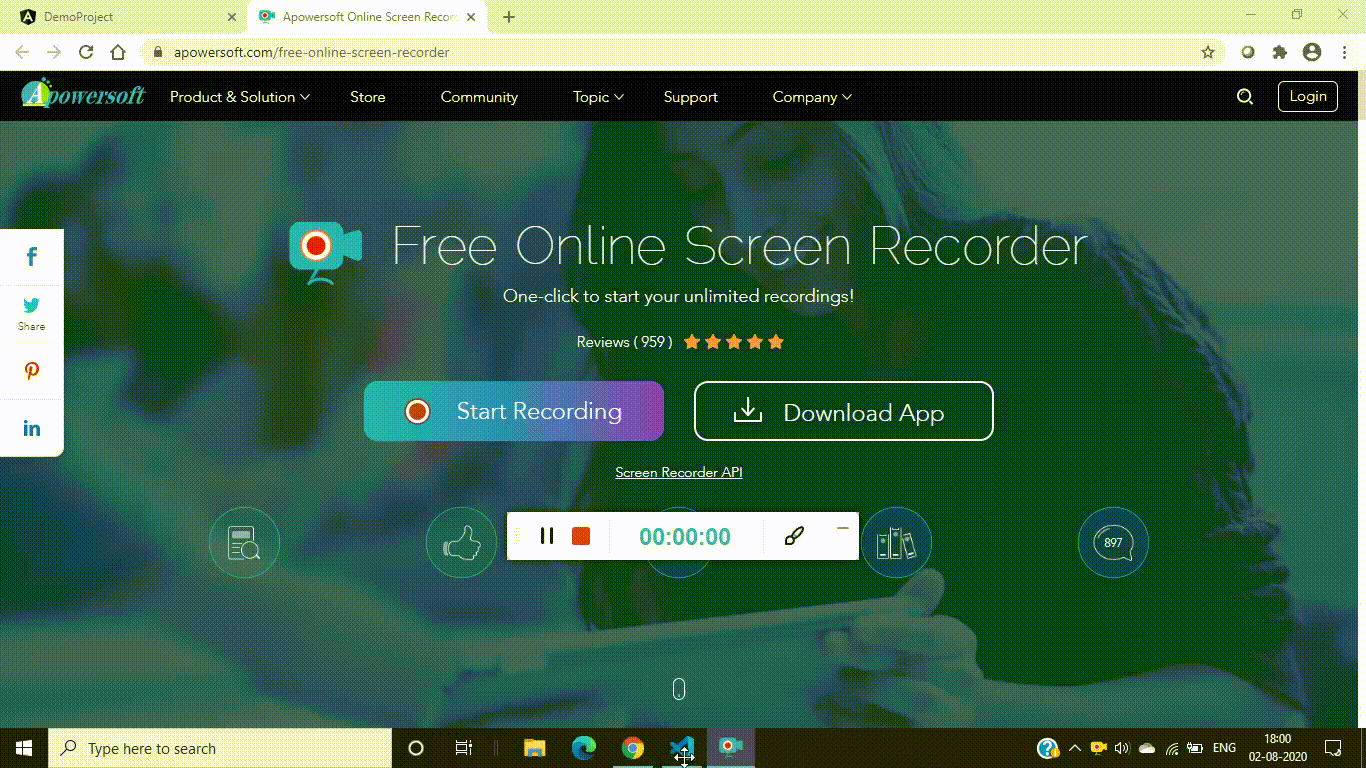 DemoProject
Apowersoft Online Screen Recor
apowersoft.com/free-online-screen-recorder
Apowersoft
Product & Solution
Store
Community
Topic
Support
Company
Login
Free Online Screen Recorder
One-click to start your unlimited recordings!
Reviews ( 959 )
Share
Start Recording
Download App
Screen Recorder API
00:00:00
897
Type here to search
ENG
18:00
02-08-2020